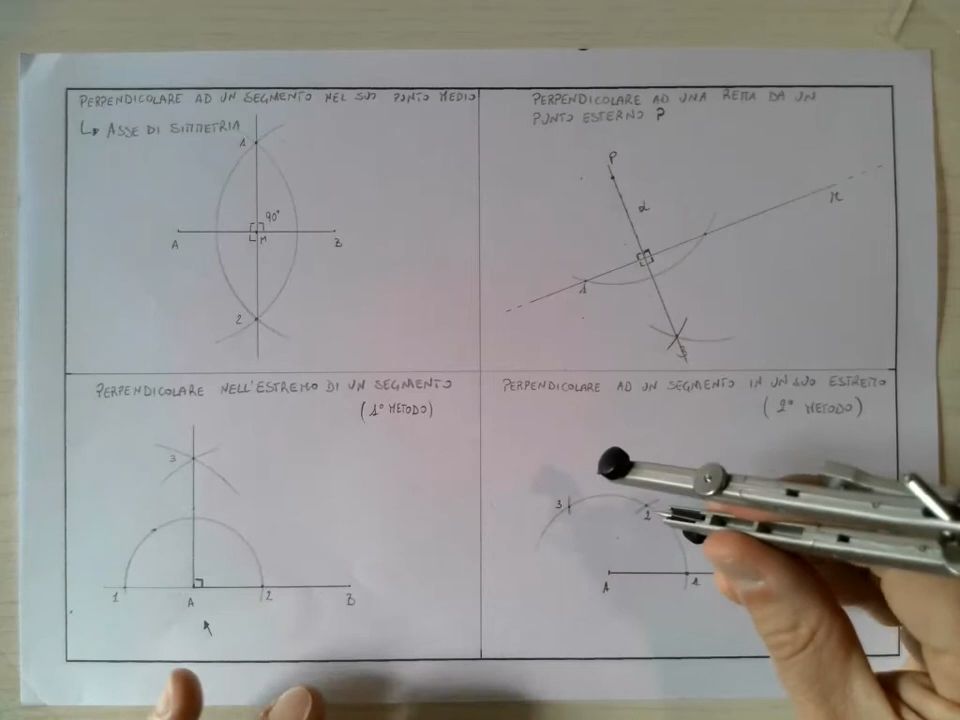 PERPENDICOLARE AD UN SEGMENTO NEL SUO PUNTO MEDIO
ASSE DI SIMMETRIA
1
90°
A
M
B
2
PERPENDICOLARE AD UNA RETTA DA UN
PUNTO ESTERNO P
P
d
r
1
PERPENDICOLARE NELL'ESTREMO DI UN SEGMENTO
(1° METODO)
3
1
A
2
B
PERPENDICOLARE AD UN SEGMENTO IN UN SUO ESTREMO
(2° METODO)
3
2
A
1